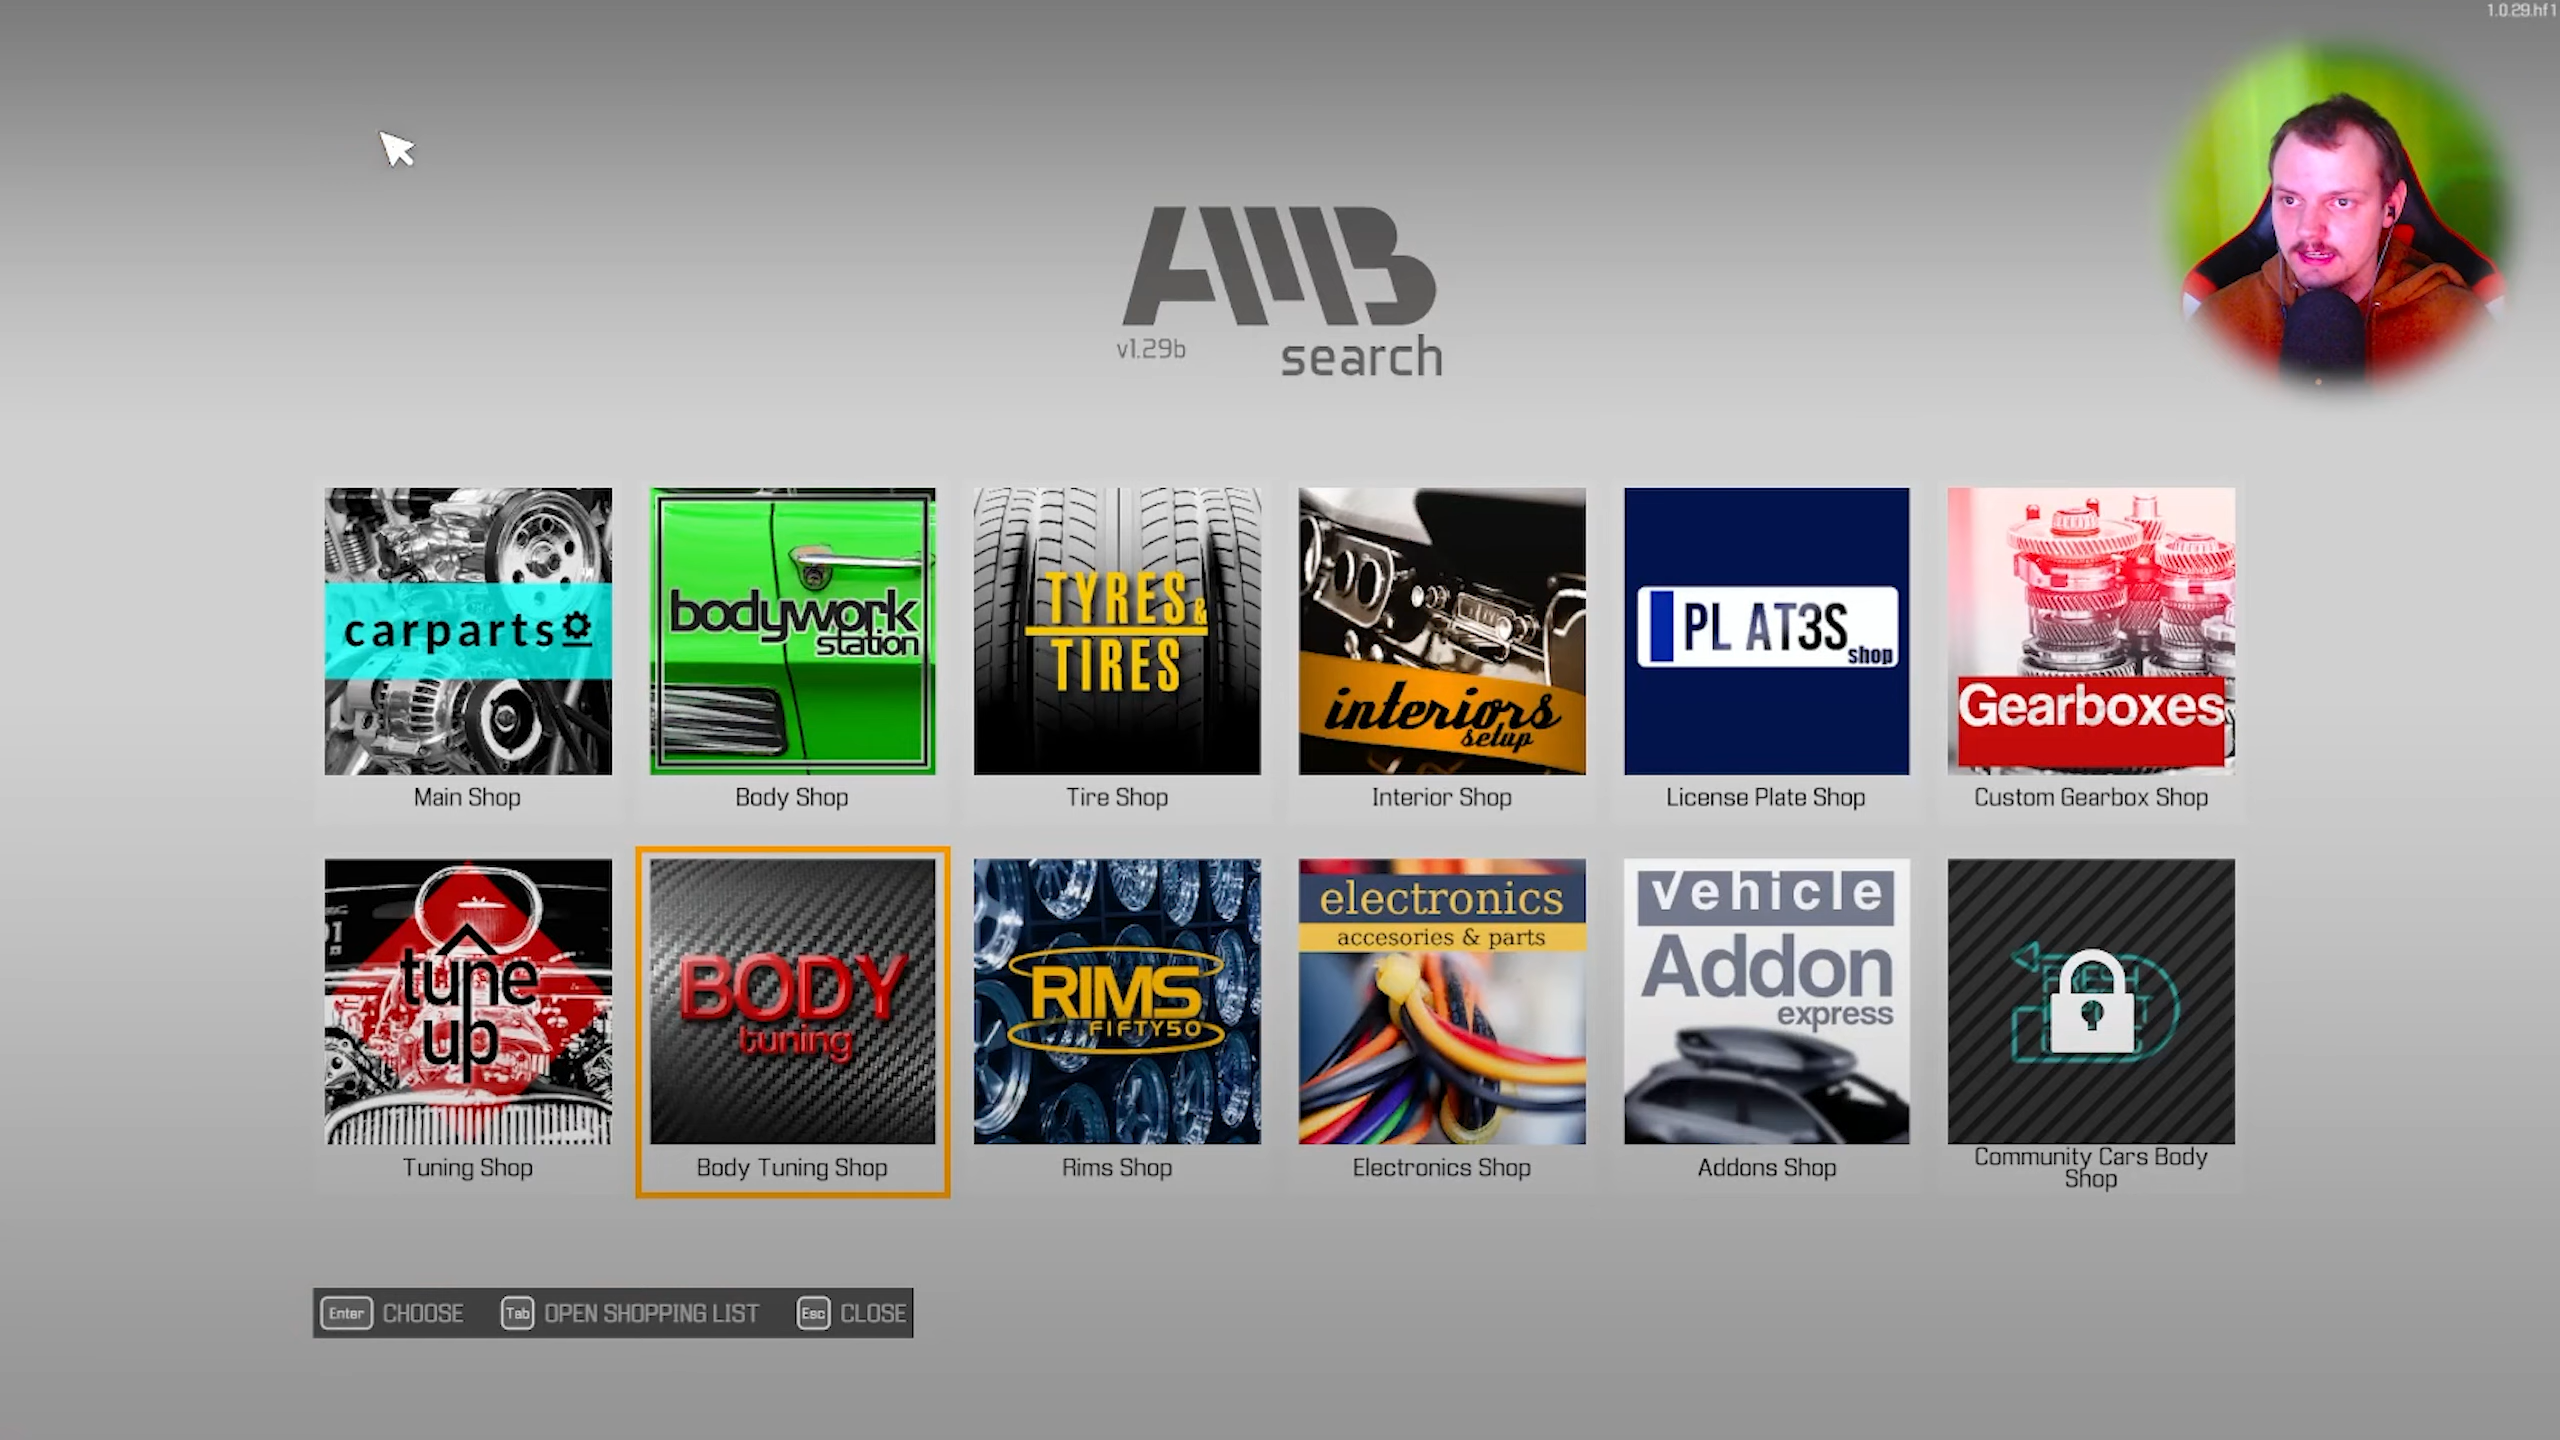 1.0.29.hf1
AMB
v1.29b
search
carparts
bodywork
station
TYRES &
TIRES
interiors
setup
PL AT3S
shop
Gearboxes
Main Shop
Body Shop
Tire Shop
Interior Shop
License Plate Shop
Custom Gearbox Shop
tune
up
BODY
tuning
RIMS
FIFTY50
electronics
accesories & parts
vehicle
Addon
express
Tuning Shop
Body Tuning Shop
Rims Shop
Electronics Shop
Addons Shop
Community Cars Body
Shop
Enter CHOOSE Tab OPEN SHOPPING LIST Esc CLOSE